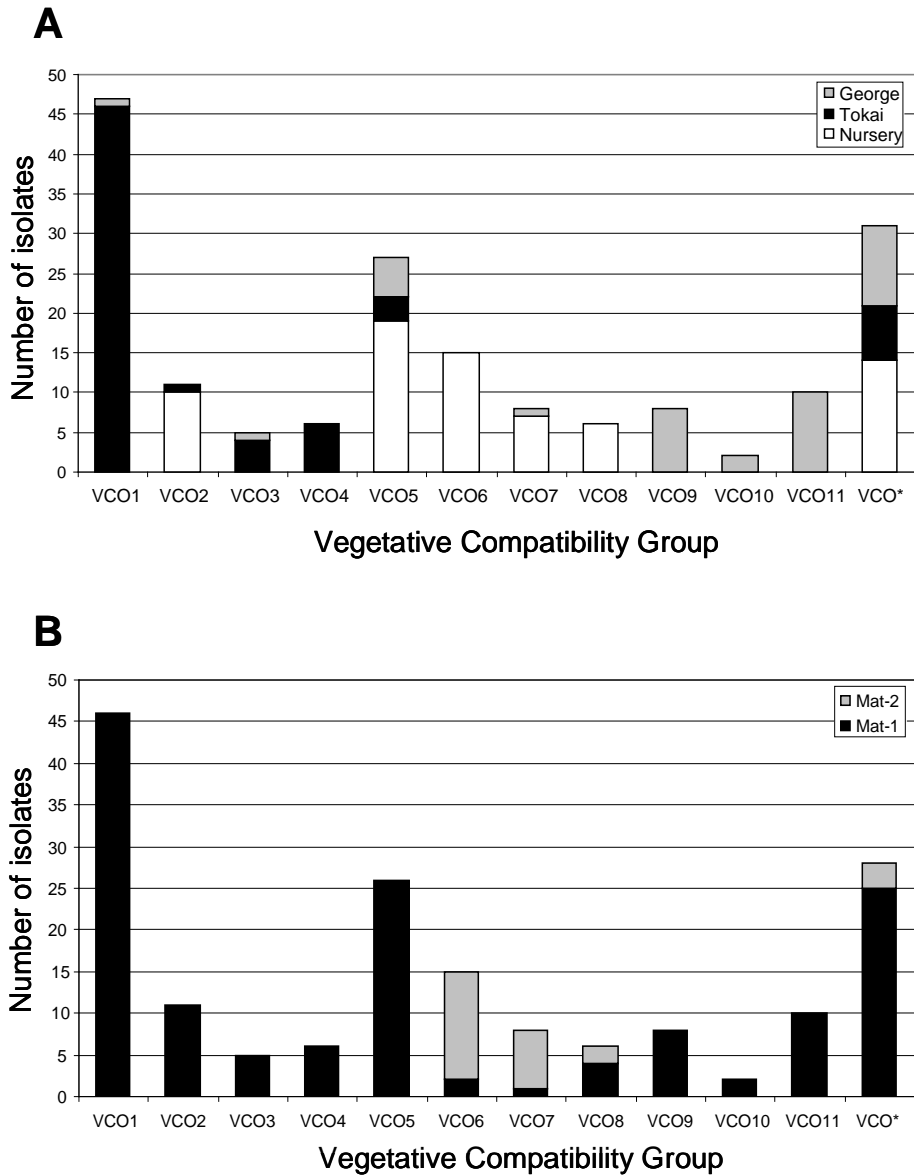 A
50
45
40
35
30
25
20
15
10
5
0
Number of isolates
George
Tokai
Nursery
VCO1 VCO2 VCO3 VCO4 VCO5 VCO6 VCO7 VCO8 VCO9 VCO10 VCO11 VCO*
Vegetative Compatibility Group
B
50
45
40
35
30
25
20
15
10
5
0
Number of isolates
Mat-2
Mat-1
VCO1 VCO2 VCO3 VCO4 VCO5 VCO6 VCO7 VCO8 VCO9 VCO10 VCO11 VCO*
Vegetative Compatibility Group